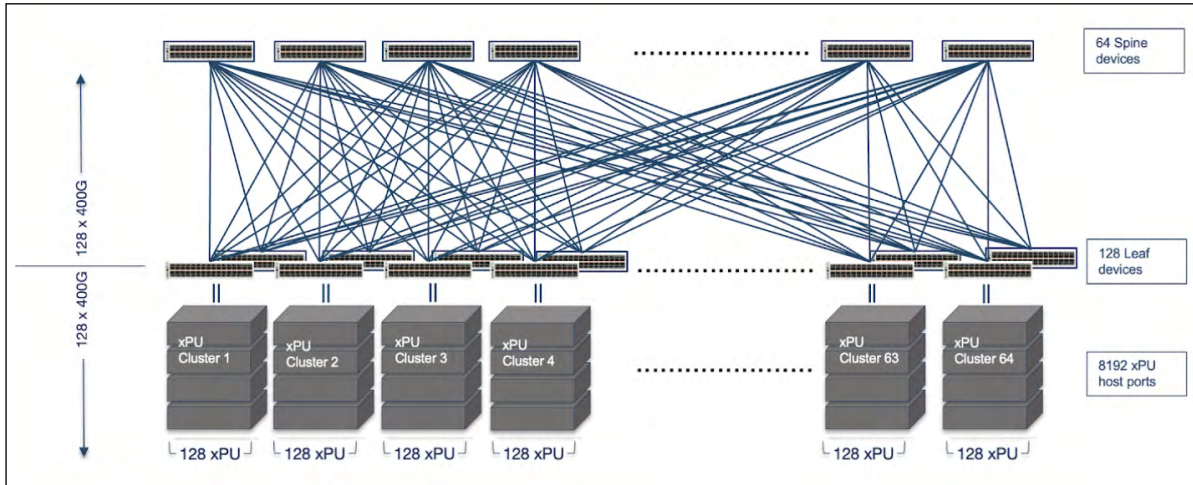 64 Spine
devices
128 x 400G
128 Leaf
devices
128 x 400G
xPU
Cluster 1
xPU
Cluster 2
xPU
Cluster 3
xPU
Cluster 4
xPU
Cluster 63
xPU
Cluster 64
8192 xPU
host ports
128 xPU
128 xPU
128 xPU
128 xPU
128 xPU
128 xPU